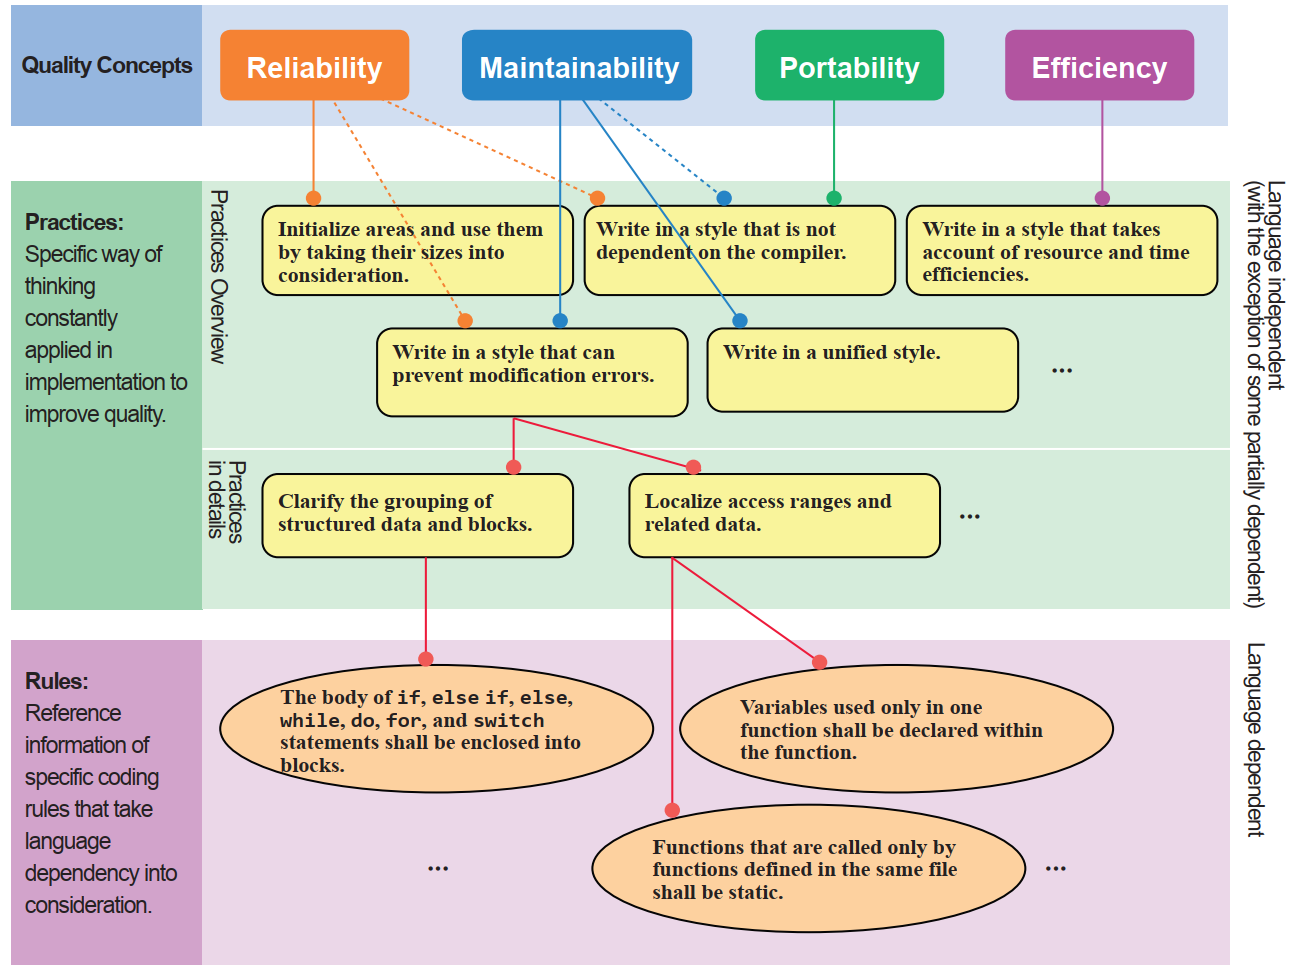 Quality Concepts
Reliability
Maintainability
Portability
Efficiency
Practices:
Specific way of
thinking
constantly
applied in
implementation to
improve quality.
Practices Overview
Initialize areas and use them
by taking their sizes into
consideration.
Write in a style that is not
dependent on the compiler.
Write in a style that takes
account of resource and time
efficiencies.
Write in a style that can
prevent modification errors.
Write in a unified style.
...
Practices
in details
Clarify the grouping of
structured data and blocks.
Localize access ranges and
related data.
...
Language independent
(with the exception of some partially dependent)
Rules:
Reference
information of
specific coding
rules that take
language
dependency into
consideration.
The body of if, else if, else,
while, do, for, and switch
statements shall be enclosed into
blocks.
Variables used only in one
function shall be declared within
the function.
...
Functions that are called only by
functions defined in the same file
shall be static.
...
Language dependent